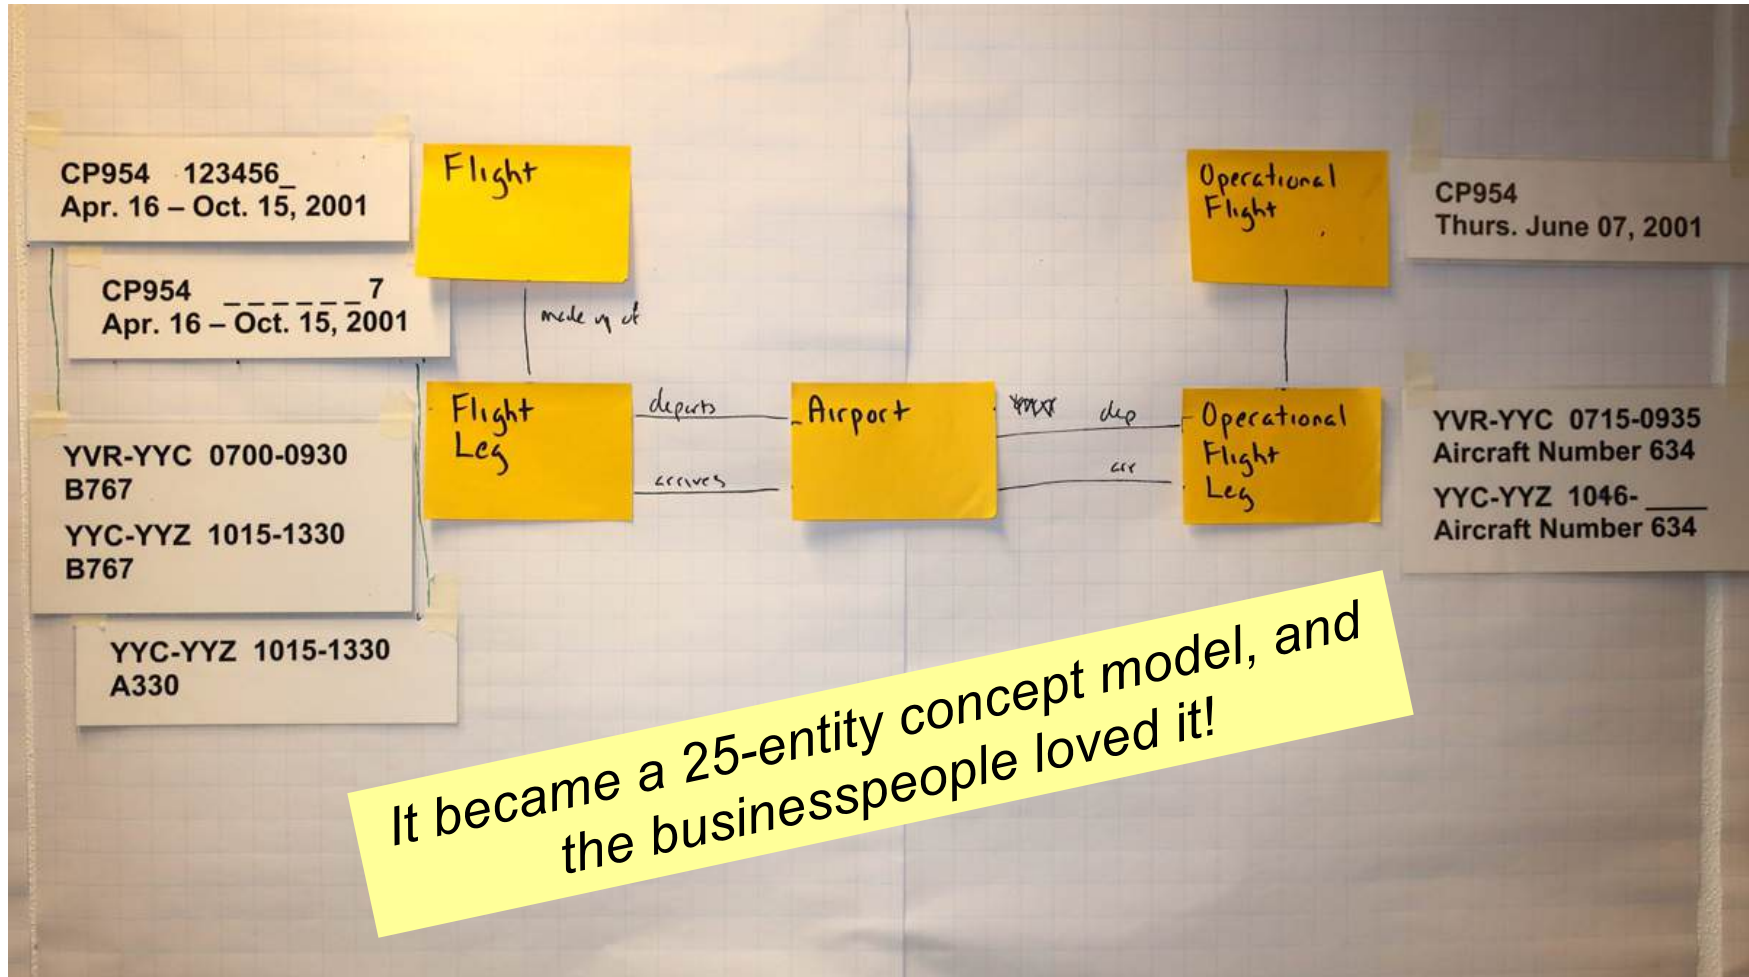 CP954 123456_
Apr. 16 – Oct. 15, 2001
CP954 _ _ _ _ _ _ 7
Apr. 16 – Oct. 15, 2001
Flight
made up of
Flight
Leg
YVR-YYC 0700-0930
B767
YYC-YYZ 1015-1330
B767
YYC-YYZ 1015-1330
A330
departs
arrives
Airport
dep
arr
Operational
Flight
Operational
Flight
Leg
CP954
Thurs. June 07, 2001
YVR-YYC 0715-0935
Aircraft Number 634
YYC-YYZ 1046-____
Aircraft Number 634
It became a 25-entity concept model, and
the businesspeople loved it!